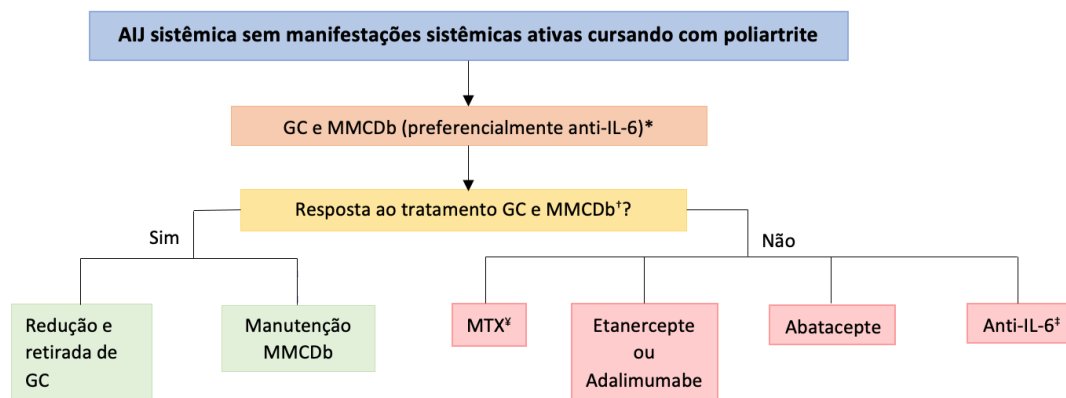 AIJ sistêmica sem manifestações sistêmicas ativas cursando com poliartrite
GC e MMCDb (preferencialmente anti-IL-6)*
Resposta ao tratamento GC e MMCDb†?
Sim
Não
Redução e
retirada de
GC
Manutenção
MMCDb
MTX¥
Etanercepte
ou
Adalimumabe
Abatacepte
Anti-IL-6‡